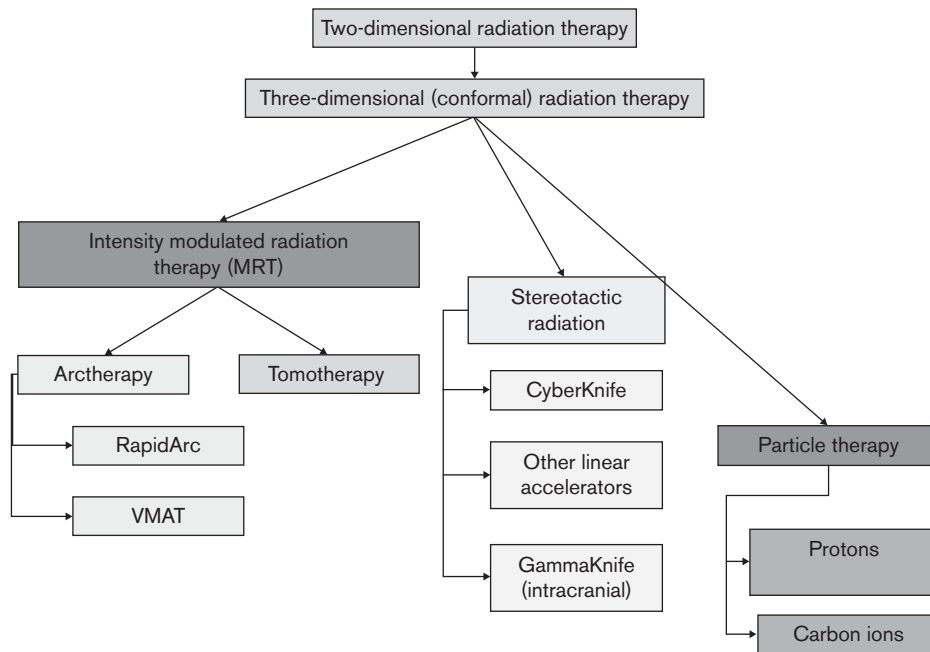 Two-dimensional radiation therapy
Three-dimensional (conformal) radiation therapy
Intensity modulated radiation
therapy (MRT)
Arctherapy
Tomotherapy
RapidArc
VMAT
Stereotactic
radiation
CyberKnife
Other linear
accelerators
GammaKnife
(intracranial)
Particle therapy
Protons
Carbon ions